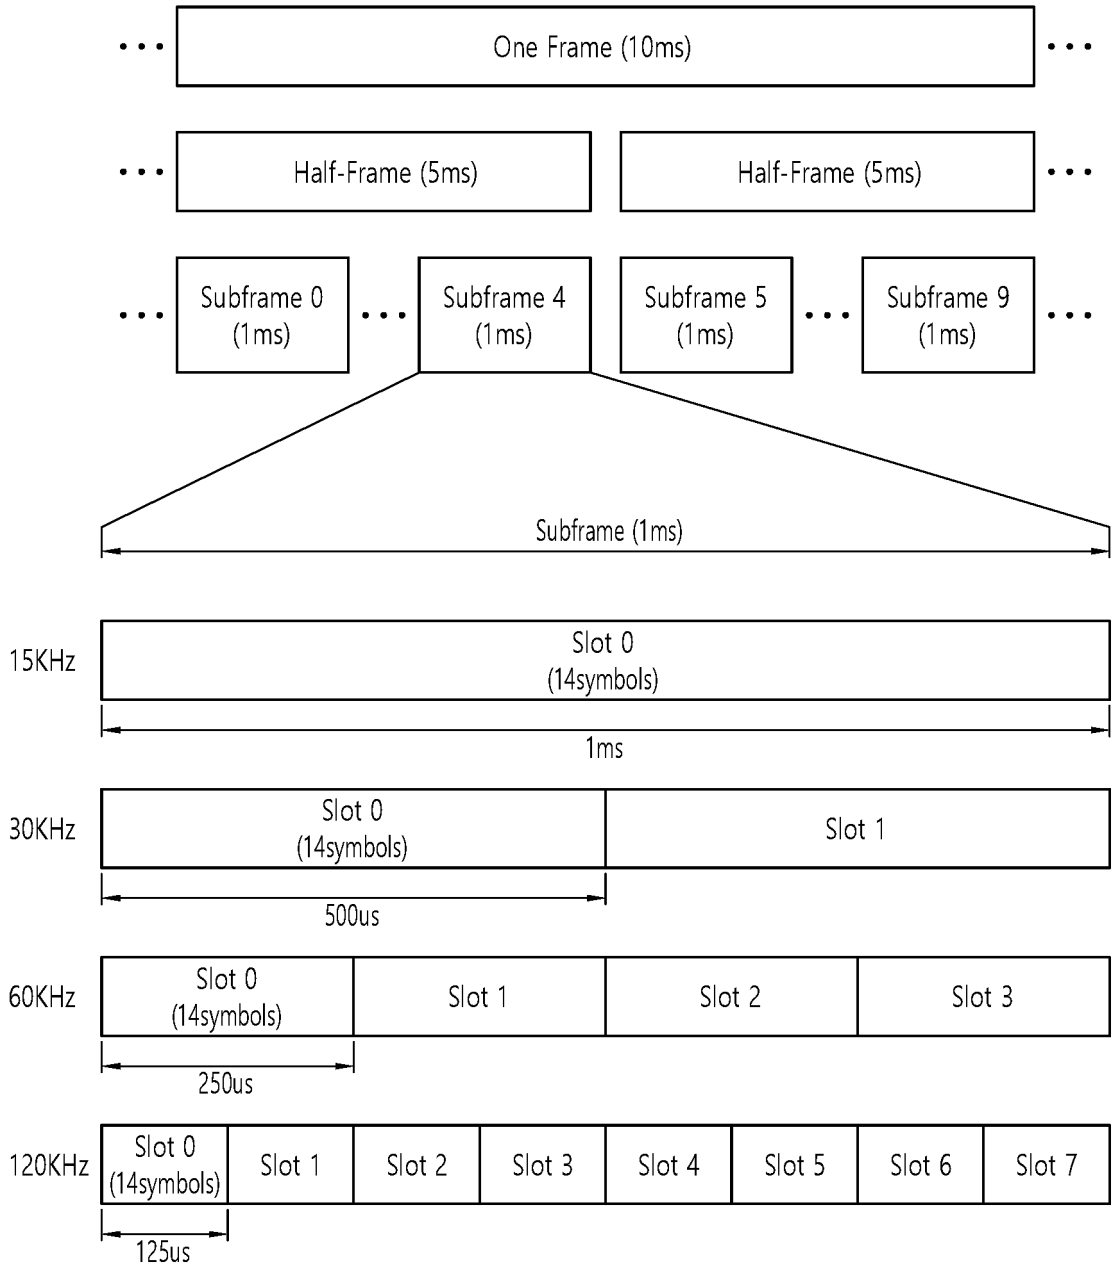 One Frame (10ms)
Half-Frame (5ms)
Half-Frame (5ms)
Subframe 0
(1ms)
Subframe 4
(1ms)
Subframe 5
(1ms)
Subframe 9
(1ms)
Subframe (1ms)
15KHz
Slot 0
(14symbols)
1ms
30KHz
Slot 0
(14symbols)
Slot 1
500us
60KHz
Slot 0
(14symbols)
Slot 1
Slot 2
Slot 3
250us
120KHz
Slot 0
(14symbols)
Slot 1
Slot 2
Slot 3
Slot 4
Slot 5
Slot 6
Slot 7
125us